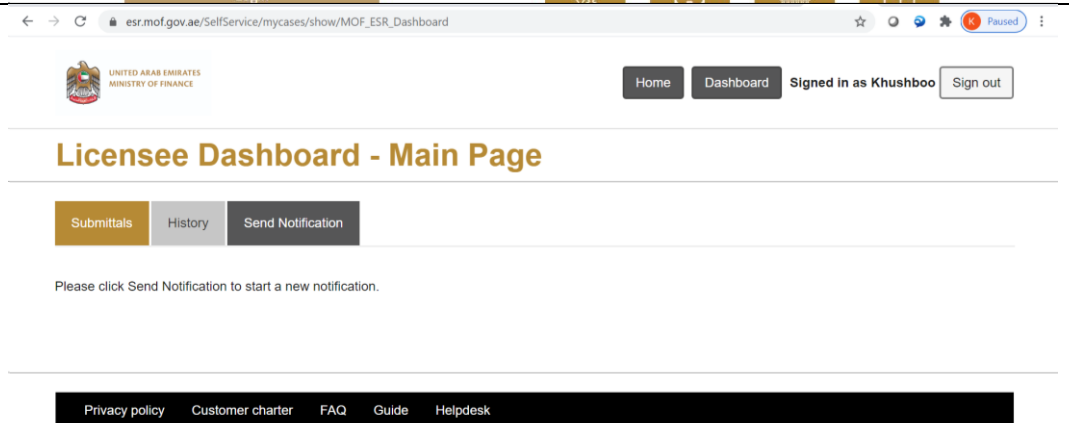 esr.mof.gov.ae/SelfService/mycases/show/MOF_ESR_Dashboard
K Paused
UNITED ARAB EMIRATES
MINISTRY OF FINANCE
Home Dashboard Signed in as Khushboo Sign out
Licensee Dashboard - Main Page
Submittals History Send Notification
Please click Send Notification to start a new notification.
Privacy policy Customer charter FAQ Guide Helpdesk